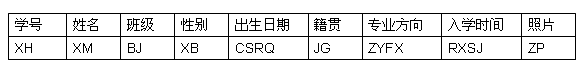 学号 姓名 班级 性别 出生日期 籍贯 专业方向 入学时间 照片
XH XM BJ XB CSRQ JG ZYFX RXSJ ZP